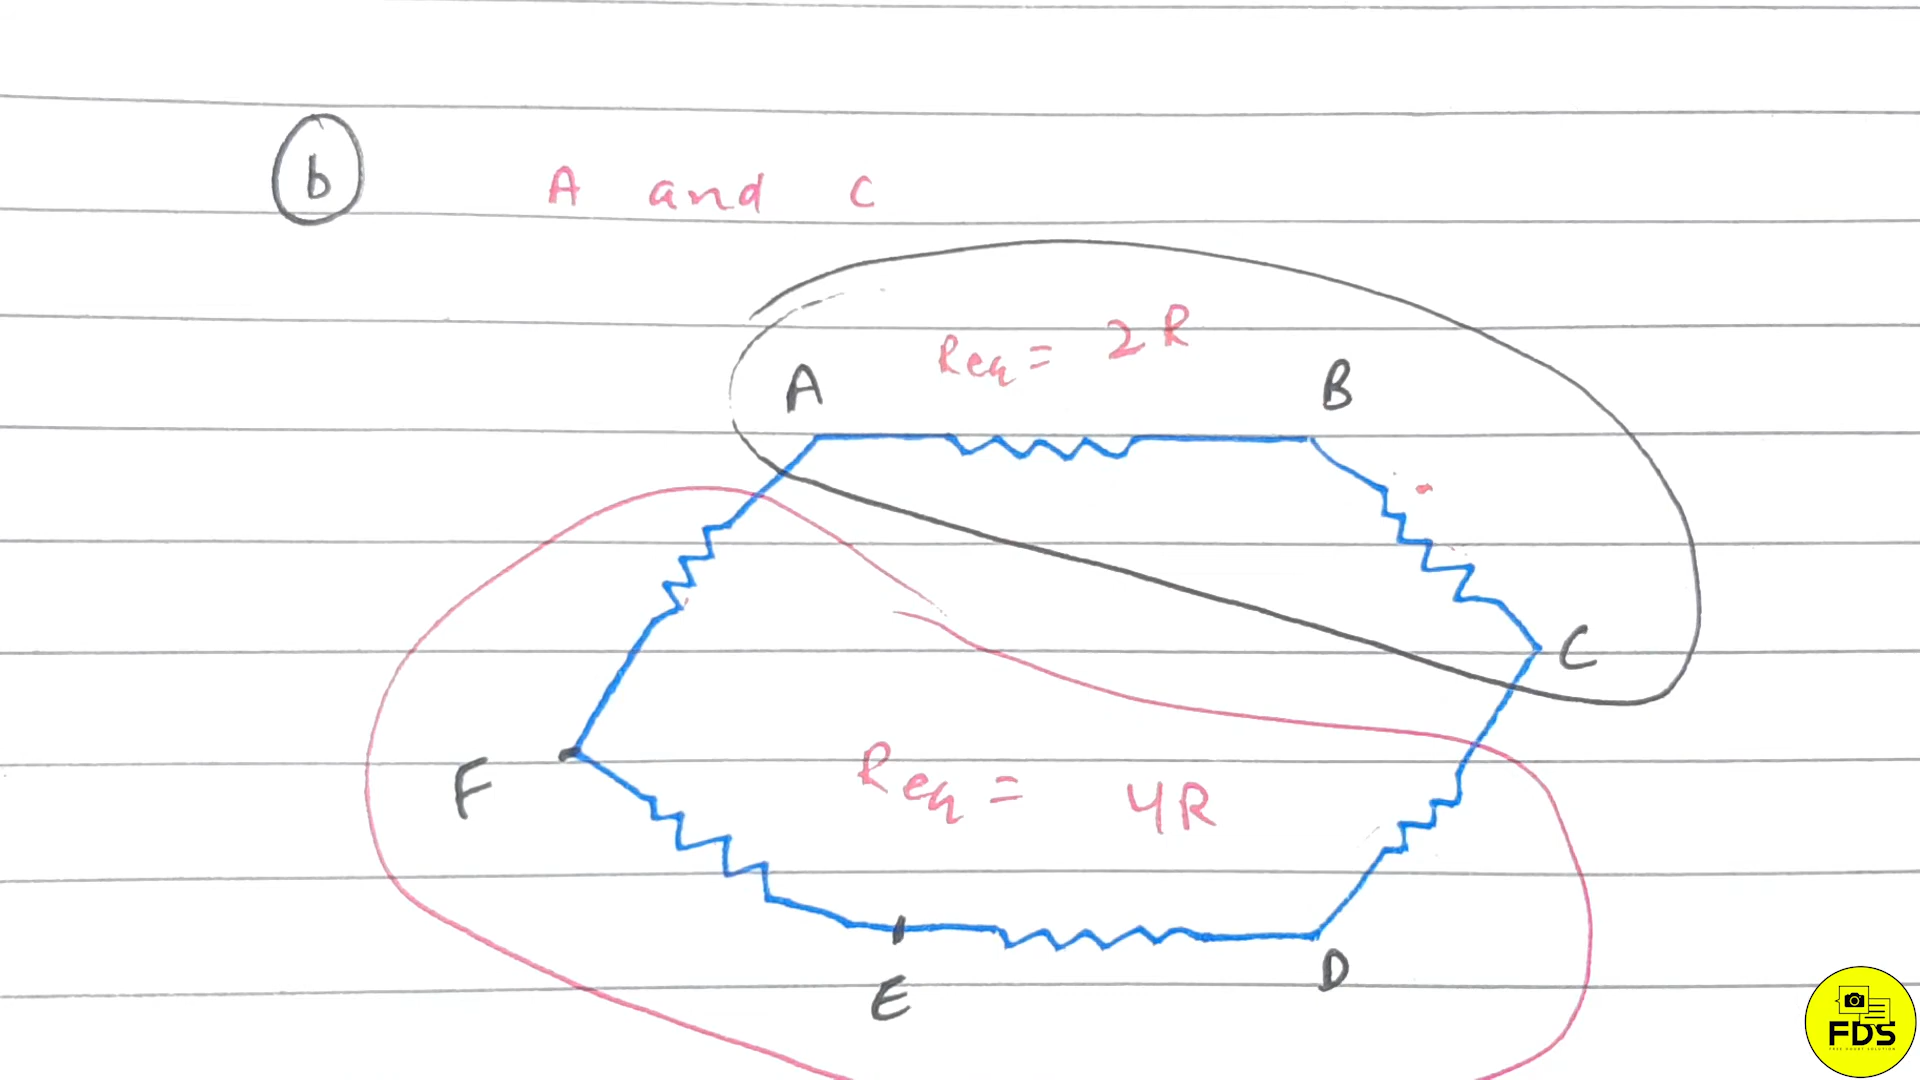 b
A and C
Req = 2R
A
B
C
F
Req = 4R
E
D
FDS